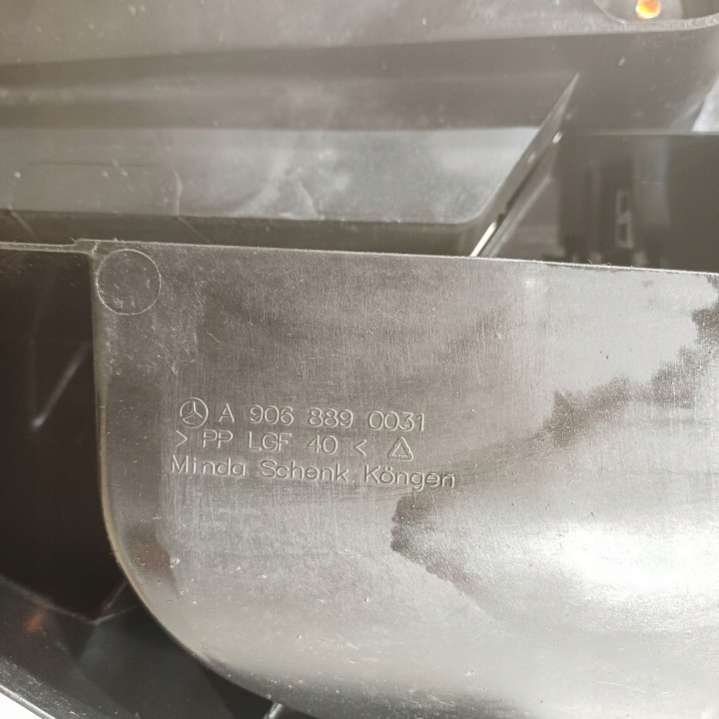 A 906 889 0031
> PP LGF 40 <
Minda Schenk, Köngen